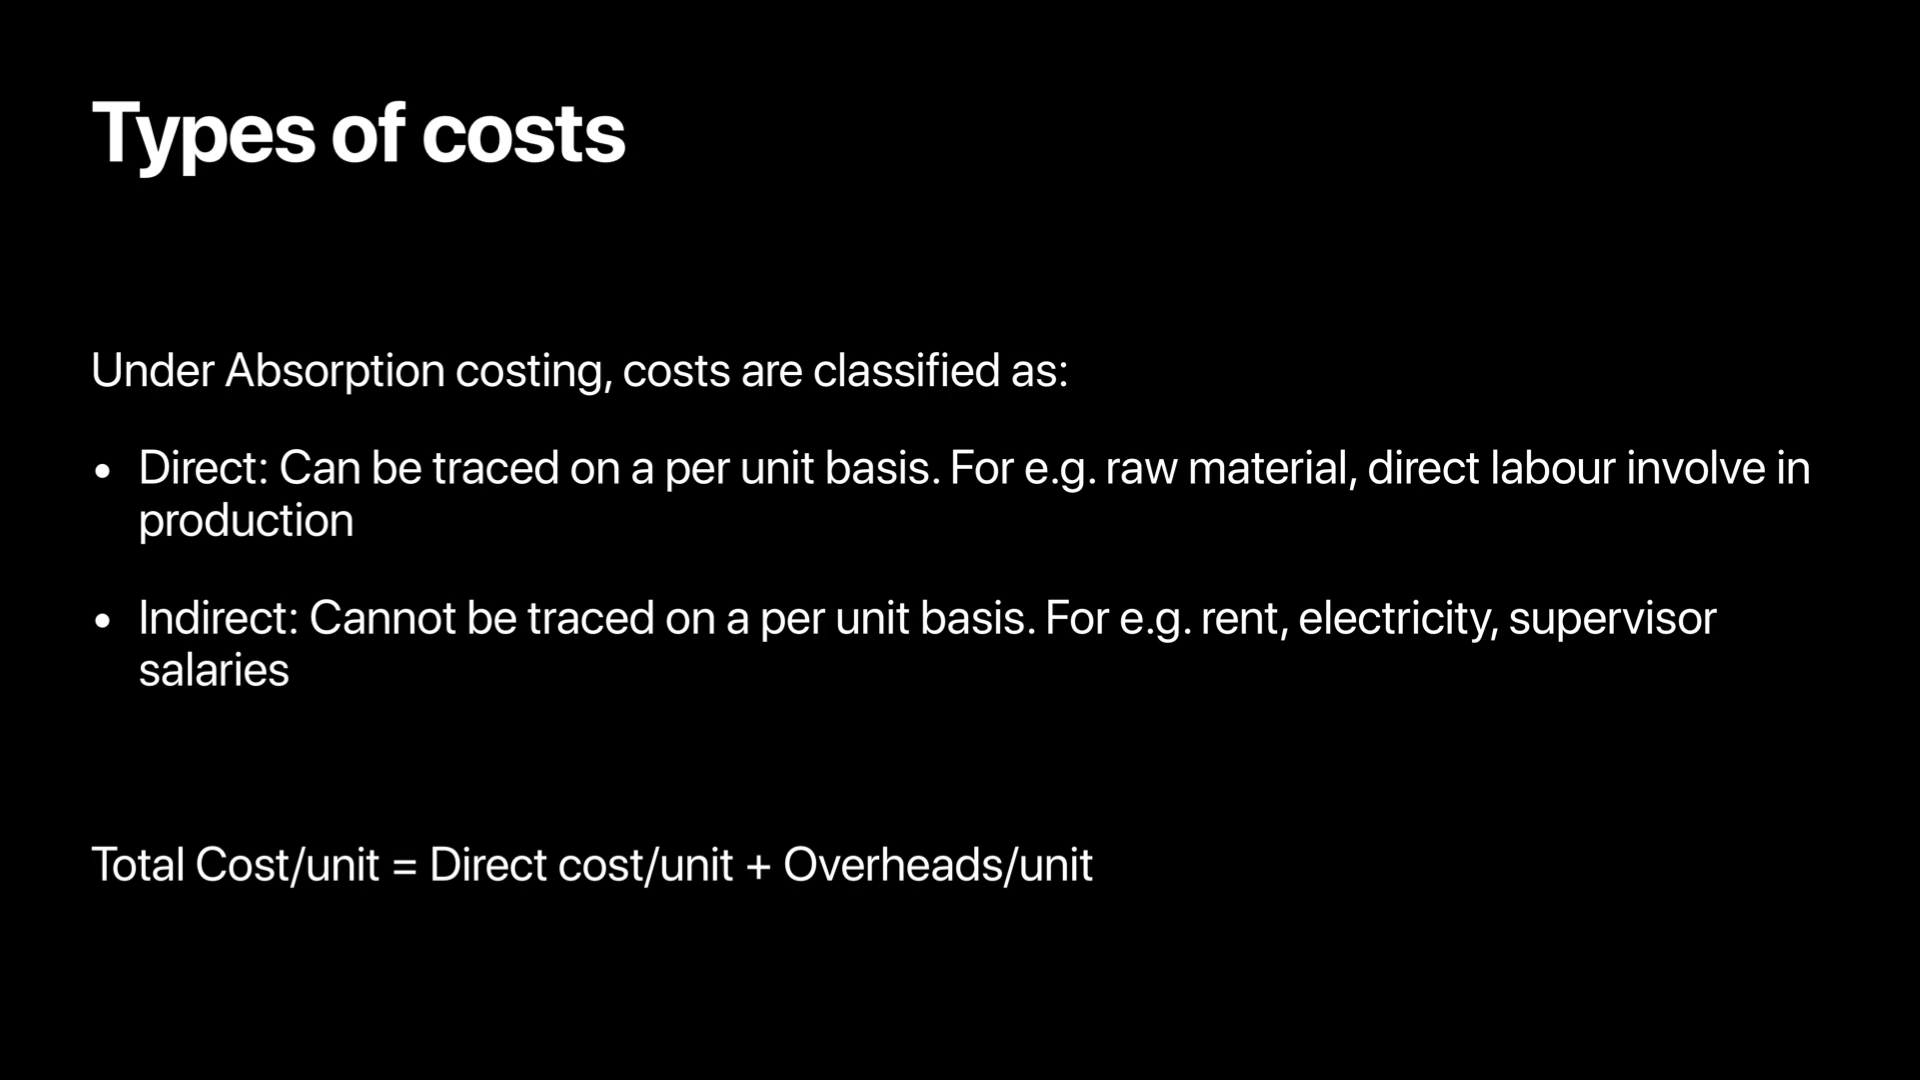 Types of costs
Under Absorption costing, costs are classified as:
• Direct: Can be traced on a per unit basis. For e.g. raw material, direct labour involve in
production
• Indirect: Cannot be traced on a per unit basis. For e.g. rent, electricity, supervisor
salaries
Total Cost/unit = Direct cost/unit + Overheads/unit